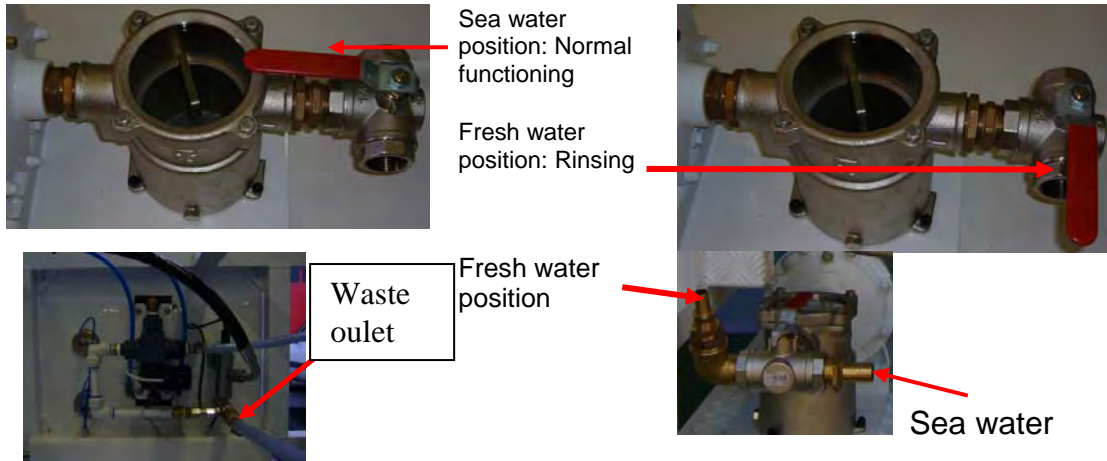 Sea water
position: Normal
functioning
Fresh water
position: Rinsing
Fresh water
position
Waste
oulet
Sea water